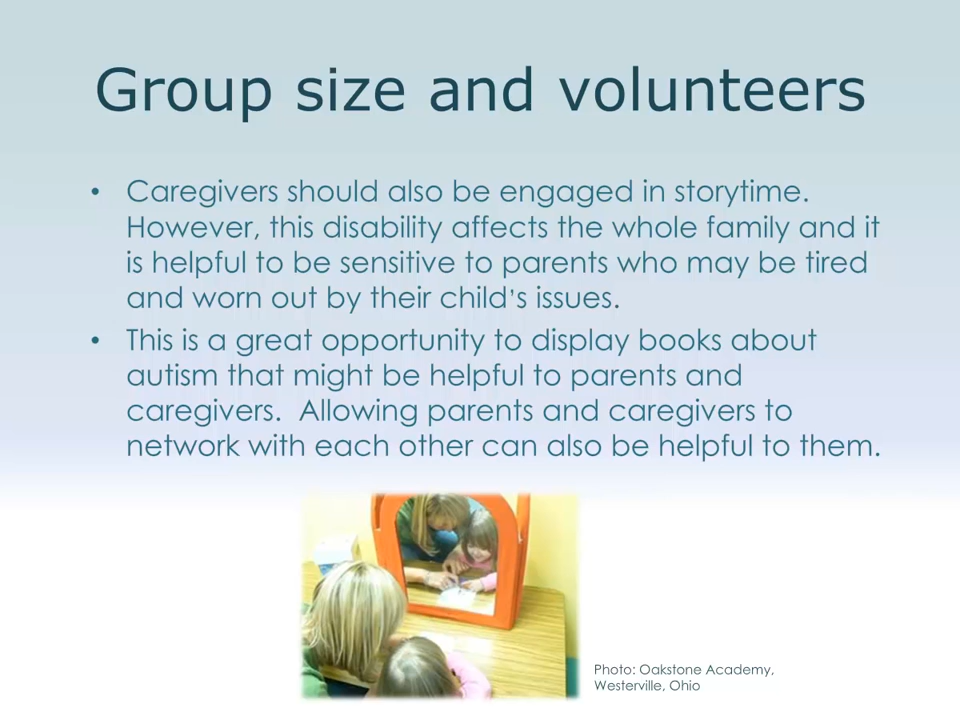 Group size and volunteers
• Caregivers should also be engaged in storytime.
However, this disability affects the whole family and it
is helpful to be sensitive to parents who may be tired
and worn out by their child's issues.
• This is a great opportunity to display books about
autism that might be helpful to parents and
caregivers.  Allowing parents and caregivers to
network with each other can also be helpful to them.
Photo: Oakstone Academy,
Westerville, Ohio